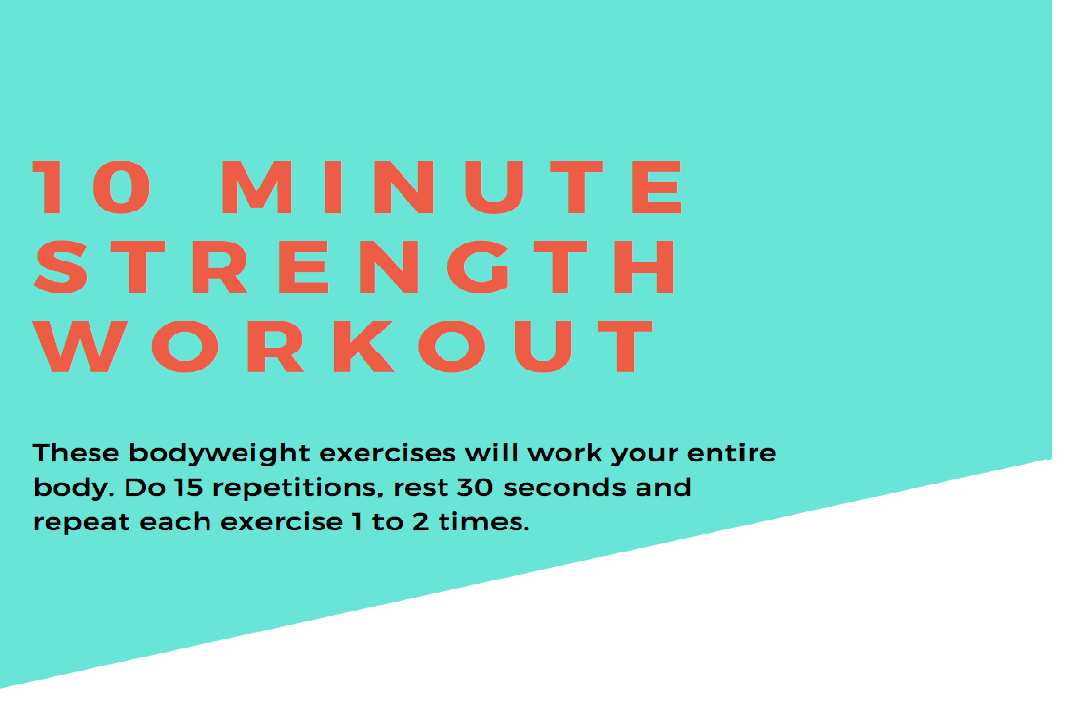 10 MINUTE
STRENGTH
WORKOUT
These bodyweight exercises will work your entire
body. Do 15 repetitions, rest 30 seconds and
repeat each exercise 1 to 2 times.